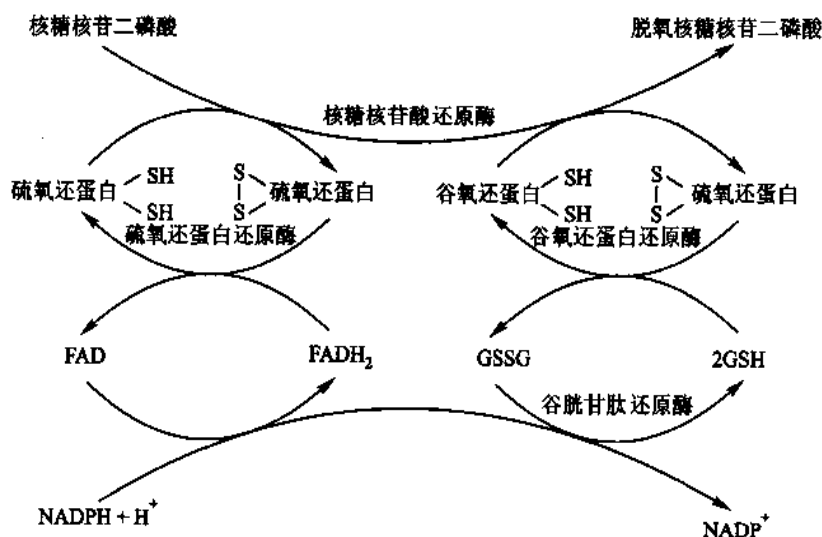 核糖核苷二磷酸
脱氧核糖核苷二磷酸
核糖核苷酸还原酶
硫氧还蛋白
SH
SH
S
S
硫氧还蛋白
谷氧还蛋白
SH
SH
S
S
硫氧还蛋白
硫氧还蛋白还原酶
谷氧还蛋白还原酶
FAD
FADH₂
GSSG
2GSH
谷胱甘肽还原酶
NADPH + H⁺
NADP⁺